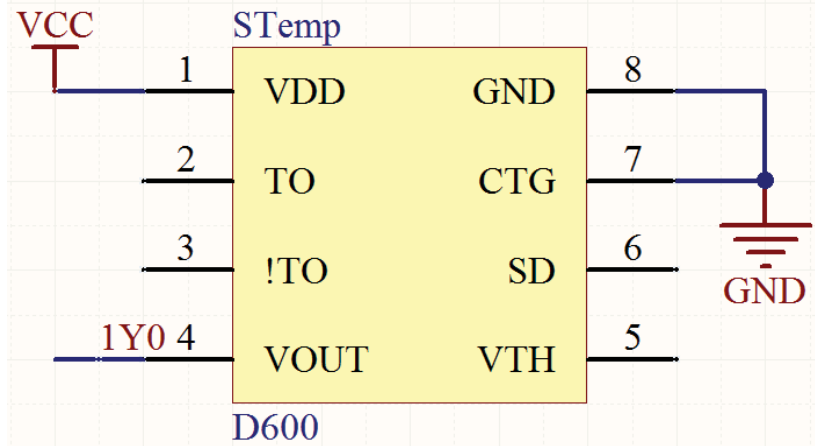 VCC
STemp
1 VDD GND 8
2 TO CTG 7
3 !TO SD 6
GND
1Y0 4 VOUT VTH 5
D600